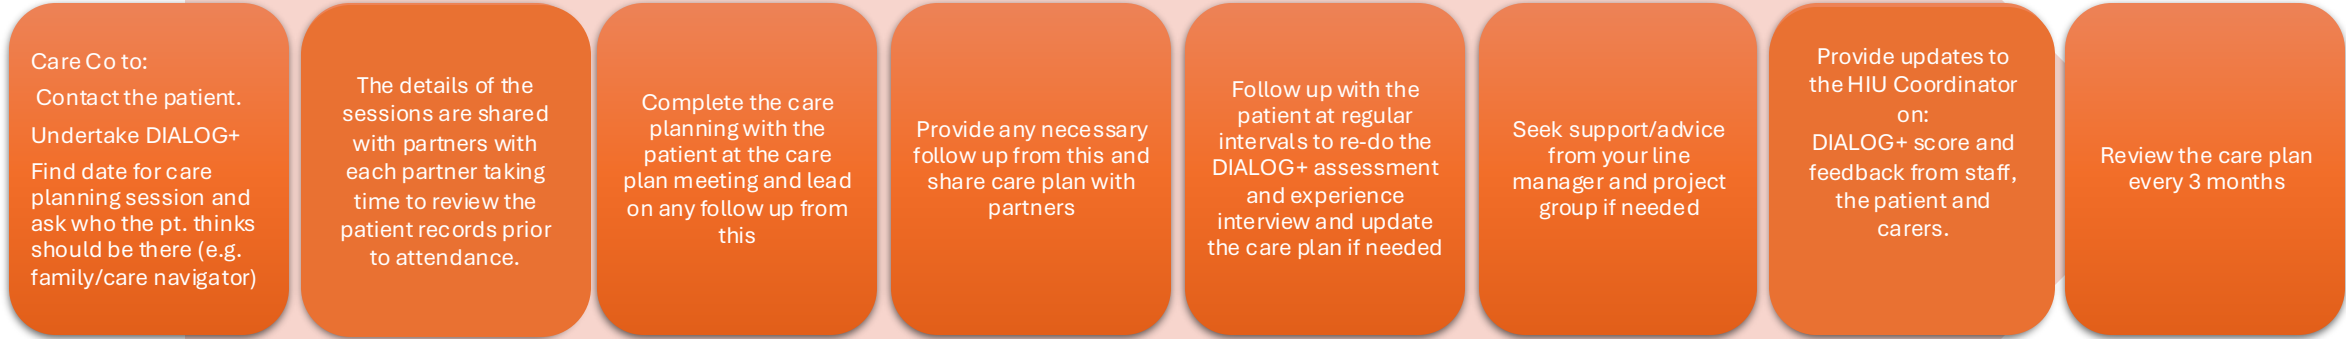 Care Co to:
Contact the patient.
Undertake DIALOG+
Find date for care
planning session and
ask who the pt. thinks
should be there (e.g.
family/care navigator)
The details of the
sessions are shared
with partners with
each partner taking
time to review the
patient records prior
to attendance.
Complete the care
planning with the
patient at the care
plan meeting and lead
on any follow up from
this
Provide any necessary
follow up from this and
share care plan with
partners
Follow up with the
patient at regular
intervals to re-do the
DIALOG+ assessment
and experience
interview and update
the care plan if needed
Seek support/advice
from your line
manager and project
group if needed
Provide updates to
the HIU Coordinator
on:
DIALOG+ score and
feedback from staff,
the patient and
carers.
Review the care plan
every 3 months